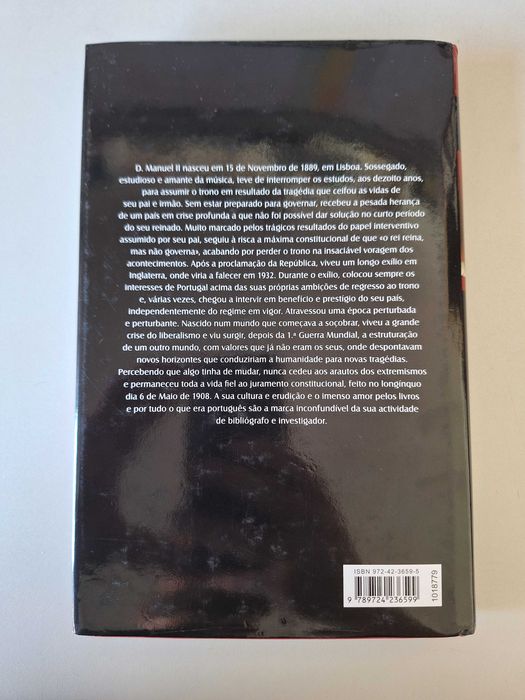 D. Manuel II nasceu em 15 de Novembro de 1889, em Lisboa. Sossegado,
estudioso e amante da música, teve de interromper os estudos, aos dezoito anos,
para assumir o trono em resultado da tragédia que ceifou as vidas de
seu pai e irmão. Sem estar preparado para governar, recebeu a pesada herança
de um país em crise profunda a que não foi possível dar solução no curto período
do seu reinado. Muito marcado pelos trágicos resultados do papel interventivo
assumido por seu pai, seguiu à risca a máxima constitucional de que «o rei reina,
mas não governa», acabando por perder o trono na insaciável voragem dos
acontecimentos. Após a proclamação da República, viveu um longo exílio em
Inglaterra, onde viria a falecer em 1932. Durante o exílio, colocou sempre os
interesses de Portugal acima das suas próprias ambições de regresso ao trono
e, várias vezes, chegou a intervir em benefício e prestígio do seu país,
independentemente do regime em vigor. Atravessou uma época perturbada
e perturbante. Nascido num mundo que começava a soçobrar, viveu a grande
crise do liberalismo e viu surgir, depois da 1.ª Guerra Mundial, a estruturação
de um outro mundo, com valores que já não eram os seus, onde despontavam
novos horizontes que conduziriam a humanidade para novas tragédias.
Percebendo que algo tinha de mudar, nunca cedeu aos arautos dos extremismos
e permaneceu toda a vida fiel ao juramento constitucional, feito no longínquo
dia 6 de Maio de 1908. A sua cultura e erudição e o imenso amor pelos livros
e por tudo o que era português são a marca inconfundível da sua actividade
de bibliógrafo e investigador.
ISBN 972-42-3659-5
9 789724 236599
1018779